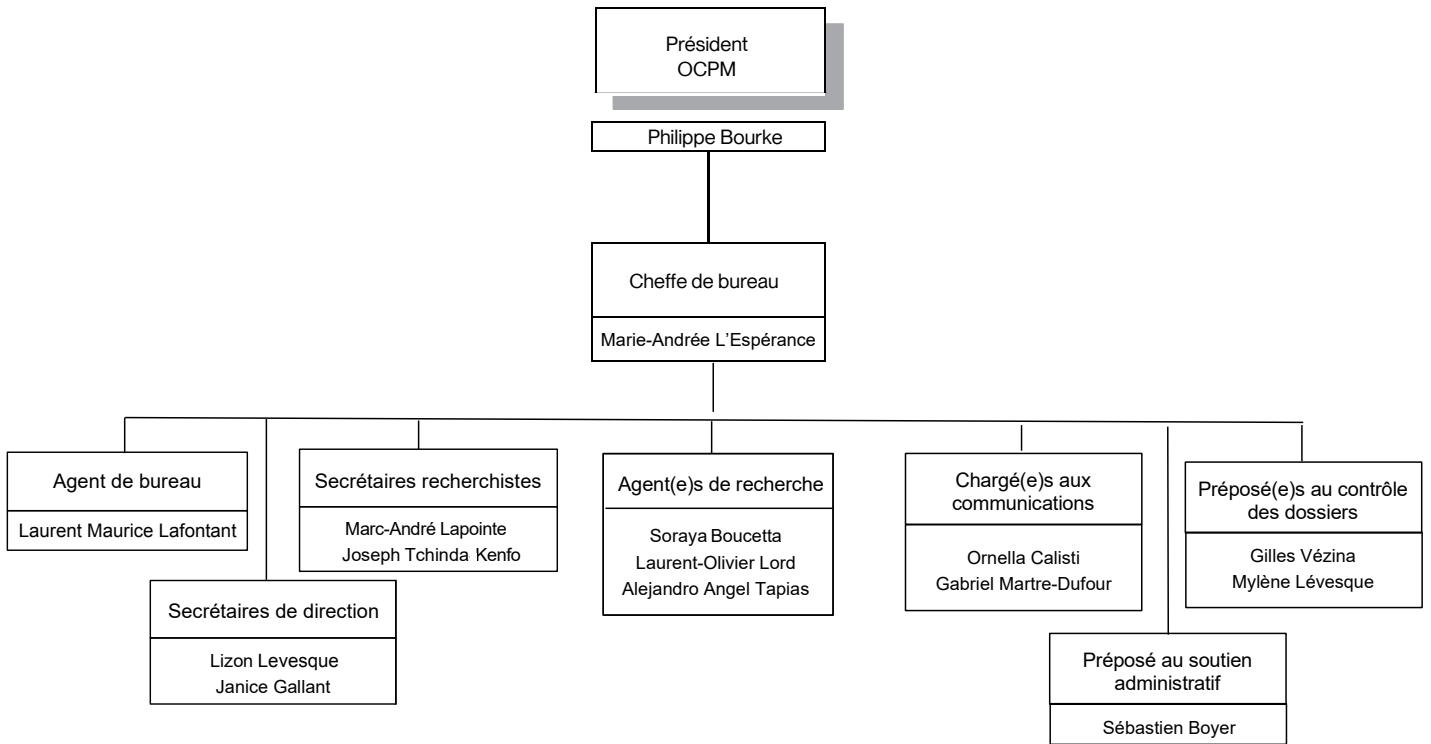 Président
OCPM
Philippe Bourke
Cheffe de bureau
Marie-Andrée L'Espérance
Agent de bureau
Laurent Maurice Lafontant
Secrétaires de direction
Lizon Levesque
Janice Gallant
Secrétaires recherchistes
Marc-André Lapointe
Joseph Tchinda Kenfo
Agent(e)s de recherche
Soraya Boucetta
Laurent-Olivier Lord
Alejandro Angel Tapias
Chargé(e)s aux
communications
Ornella Calisti
Gabriel Martre-Dufour
Préposé au soutien
administratif
Sébastien Boyer
Préposé(e)s au contrôle
des dossiers
Gilles Vézina
Mylène Lévesque